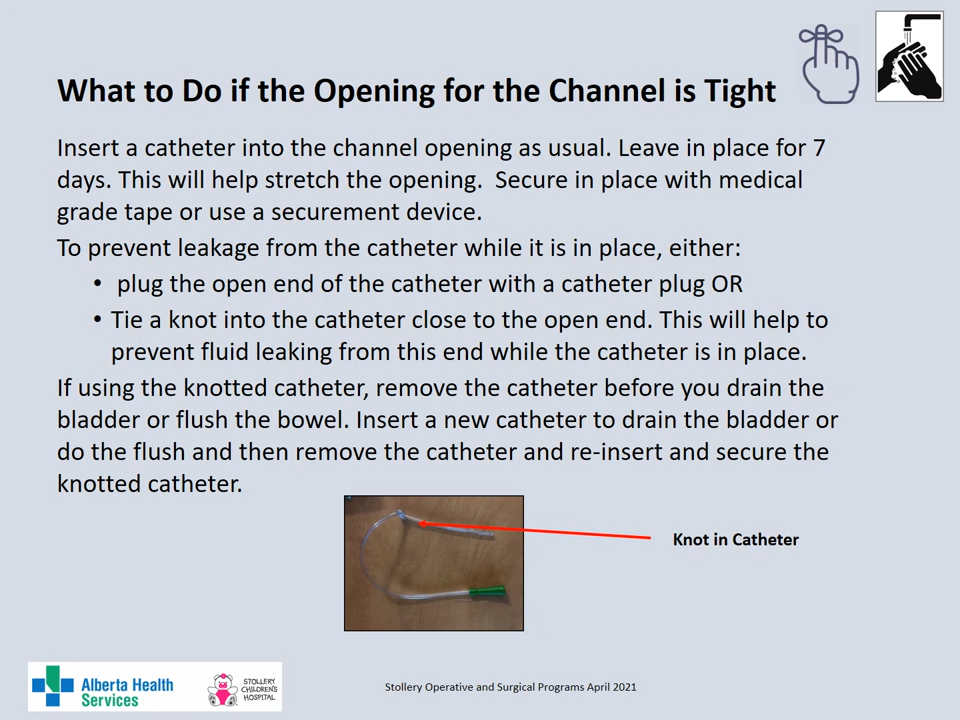 What to Do if the Opening for the Channel is Tight
Insert a catheter into the channel opening as usual. Leave in place for 7
days. This will help stretch the opening.  Secure in place with medical
grade tape or use a securement device.
To prevent leakage from the catheter while it is in place, either:
• plug the open end of the catheter with a catheter plug OR
• Tie a knot into the catheter close to the open end. This will help to
prevent fluid leaking from this end while the catheter is in place.
If using the knotted catheter, remove the catheter before you drain the
bladder or flush the bowel. Insert a new catheter to drain the bladder or
do the flush and then remove the catheter and re-insert and secure the
knotted catheter.
Knot in Catheter
Alberta Health
Services
STOLLERY
CHILDREN'S
HOSPITAL
Stollery Operative and Surgical Programs April 2021